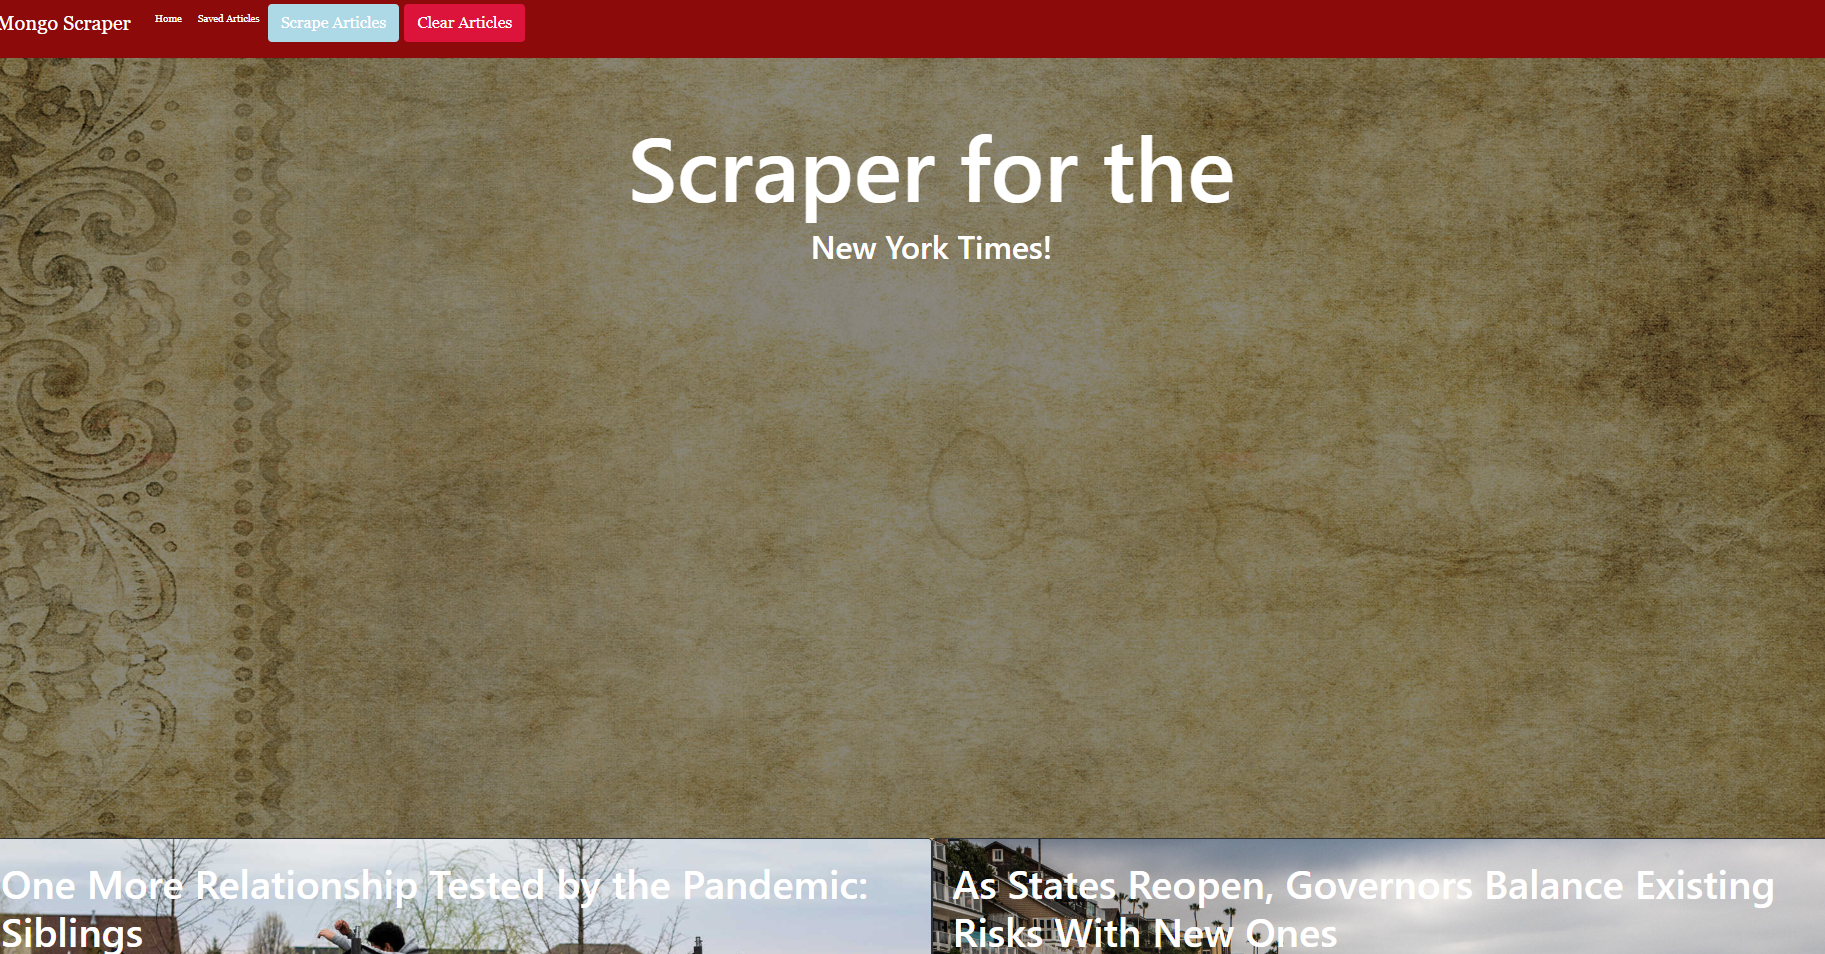 Mongo Scraper Home Saved Articles Scrape Articles Clear Articles
Scraper for the
New York Times!
One More Relationship Tested by the Pandemic:
Siblings
As States Reopen, Governors Balance Existing
Risks With New Ones